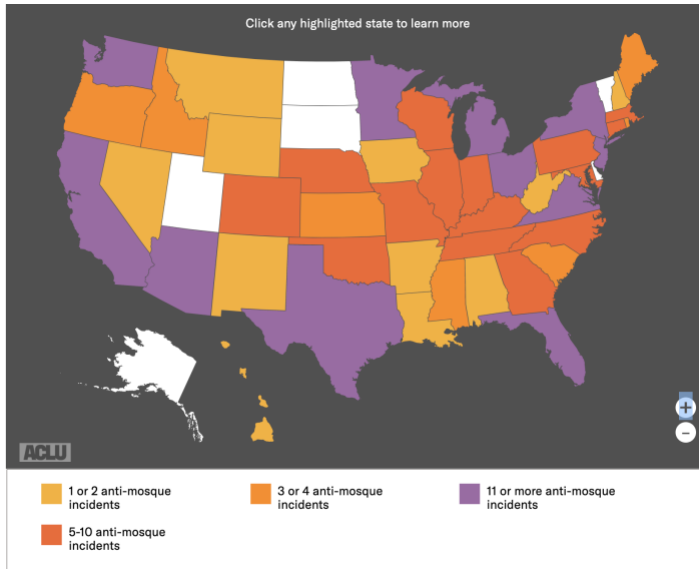 Click any highlighted state to learn more
ACLU
1 or 2 anti-mosque
incidents
3 or 4 anti-mosque
incidents
11 or more anti-mosque
incidents
5-10 anti-mosque
incidents